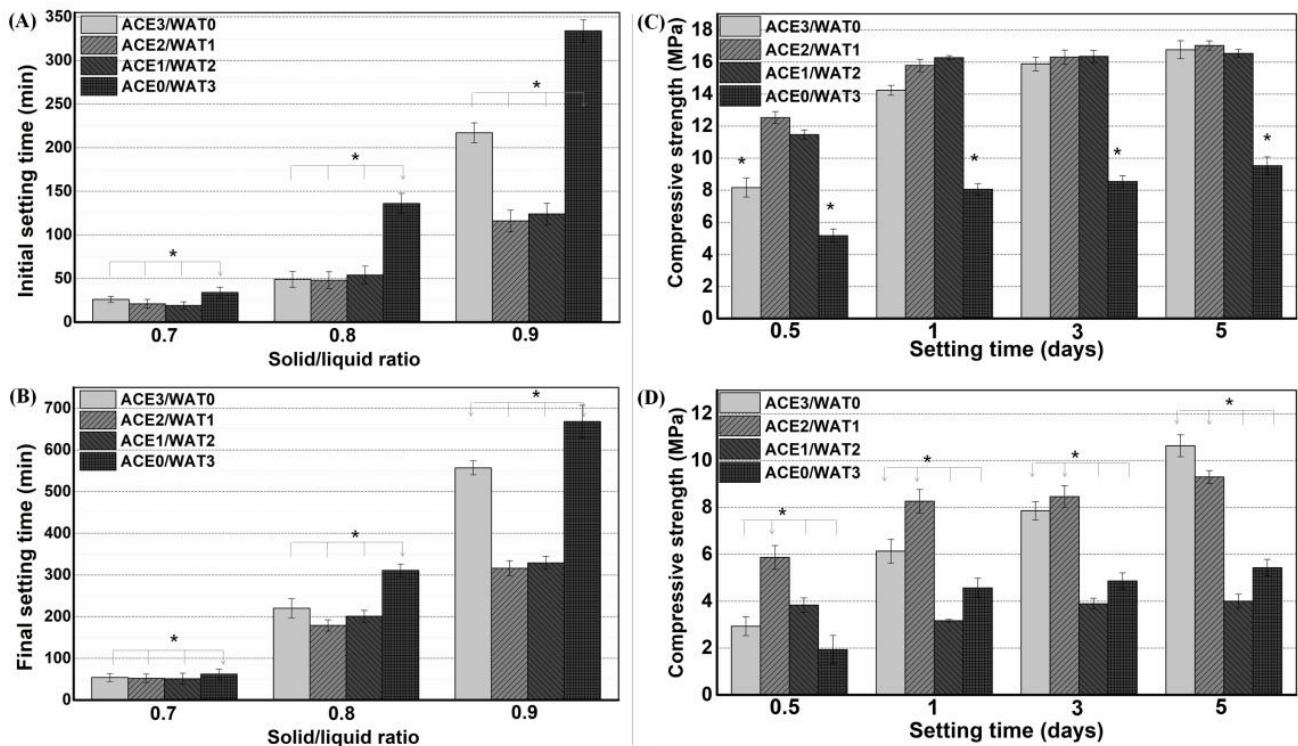 (A)
Initial setting time (min)
350
300
250
200
150
100
50
0
ACE3/WAT0
ACE2/WAT1
ACE1/WAT2
ACE0/WAT3
*
*
*
0.7 0.8 0.9
Solid/liquid ratio
(B)
Final setting time (min)
700
600
500
400
300
200
100
0
ACE3/WAT0
ACE2/WAT1
ACE1/WAT2
ACE0/WAT3
*
*
*
0.7 0.8 0.9
Solid/liquid ratio
(C)
Compressive strength (MPa)
18
16
14
12
10
8
6
4
2
0
ACE3/WAT0
ACE2/WAT1
ACE1/WAT2
ACE0/WAT3
*
*
*
*
*
0.5 1 3 5
Setting time (days)
(D)
Compressive strength (MPa)
12
10
8
6
4
2
0
ACE3/WAT0
ACE2/WAT1
ACE1/WAT2
ACE0/WAT3
*
*
*
*
0.5 1 3 5
Setting time (days)